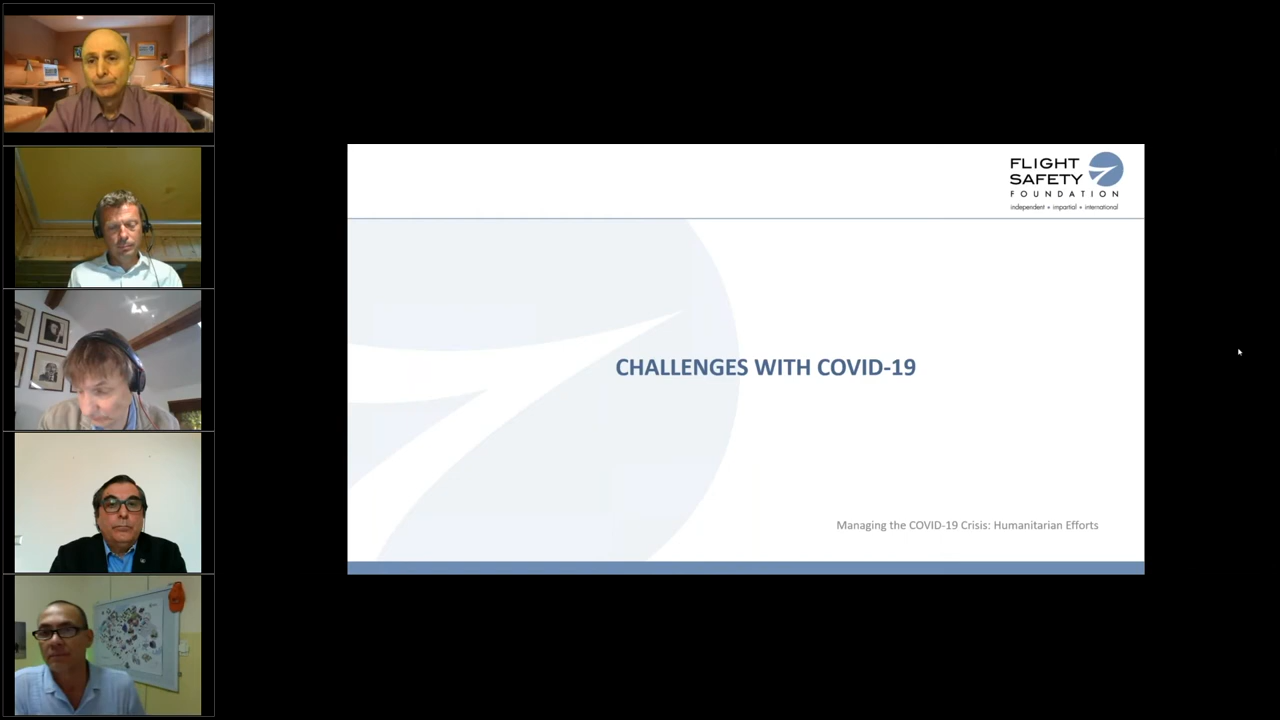 FLIGHT
SAFETY
FOUNDATION
independent • impartial • international
CHALLENGES WITH COVID-19
Managing the COVID-19 Crisis: Humanitarian Efforts